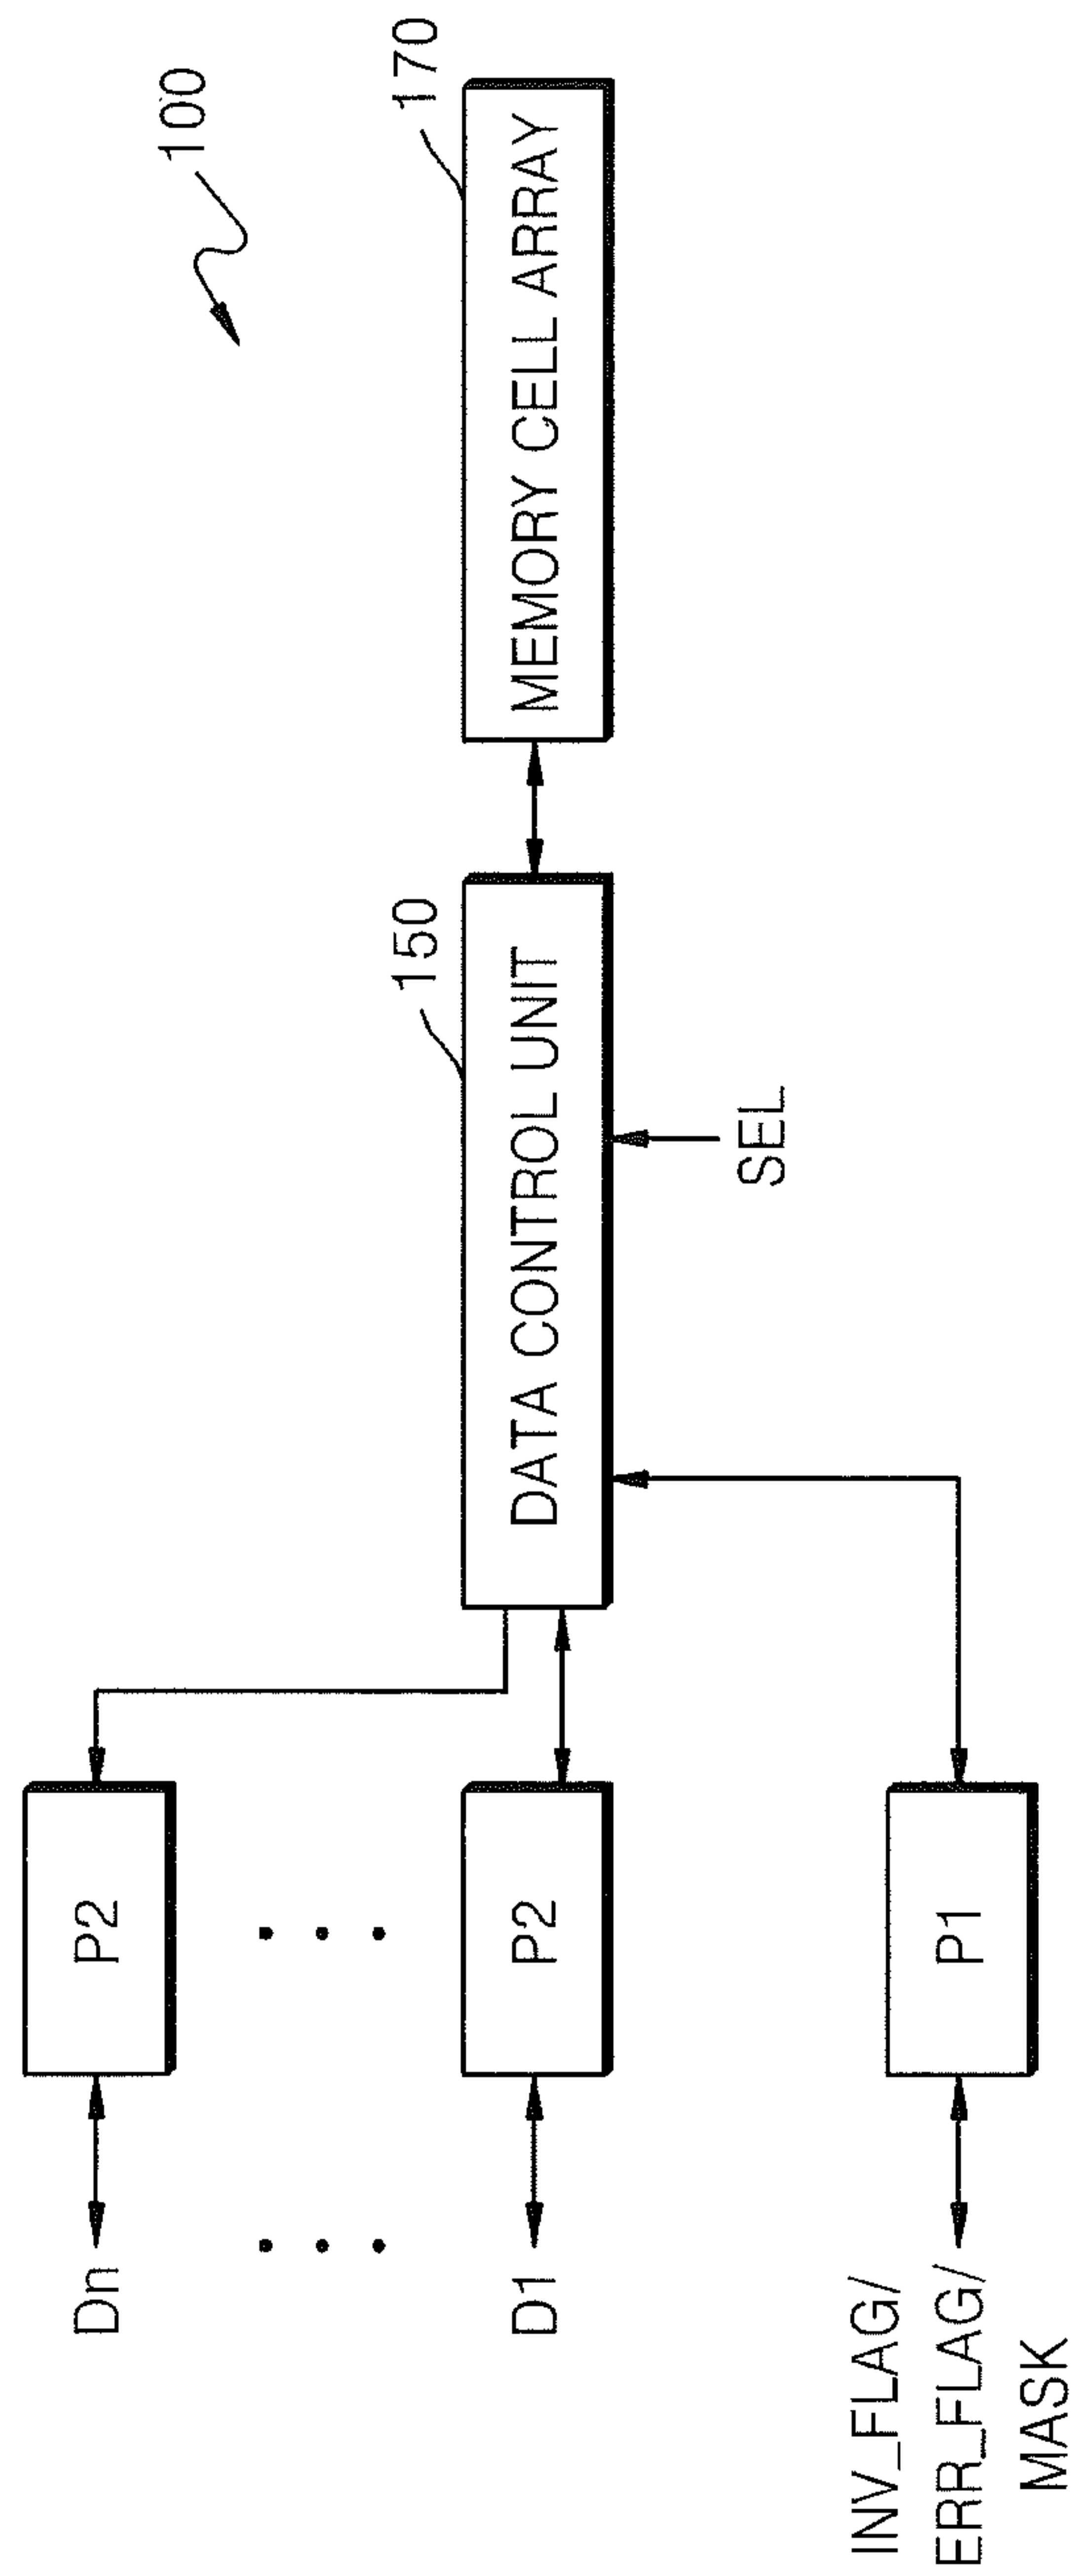 100
Dn
P2
150
170
D1
P2
DATA CONTROL UNIT
MEMORY CELL ARRAY
SEL
INV_FLAG/
ERR_FLAG/
MASK
P1